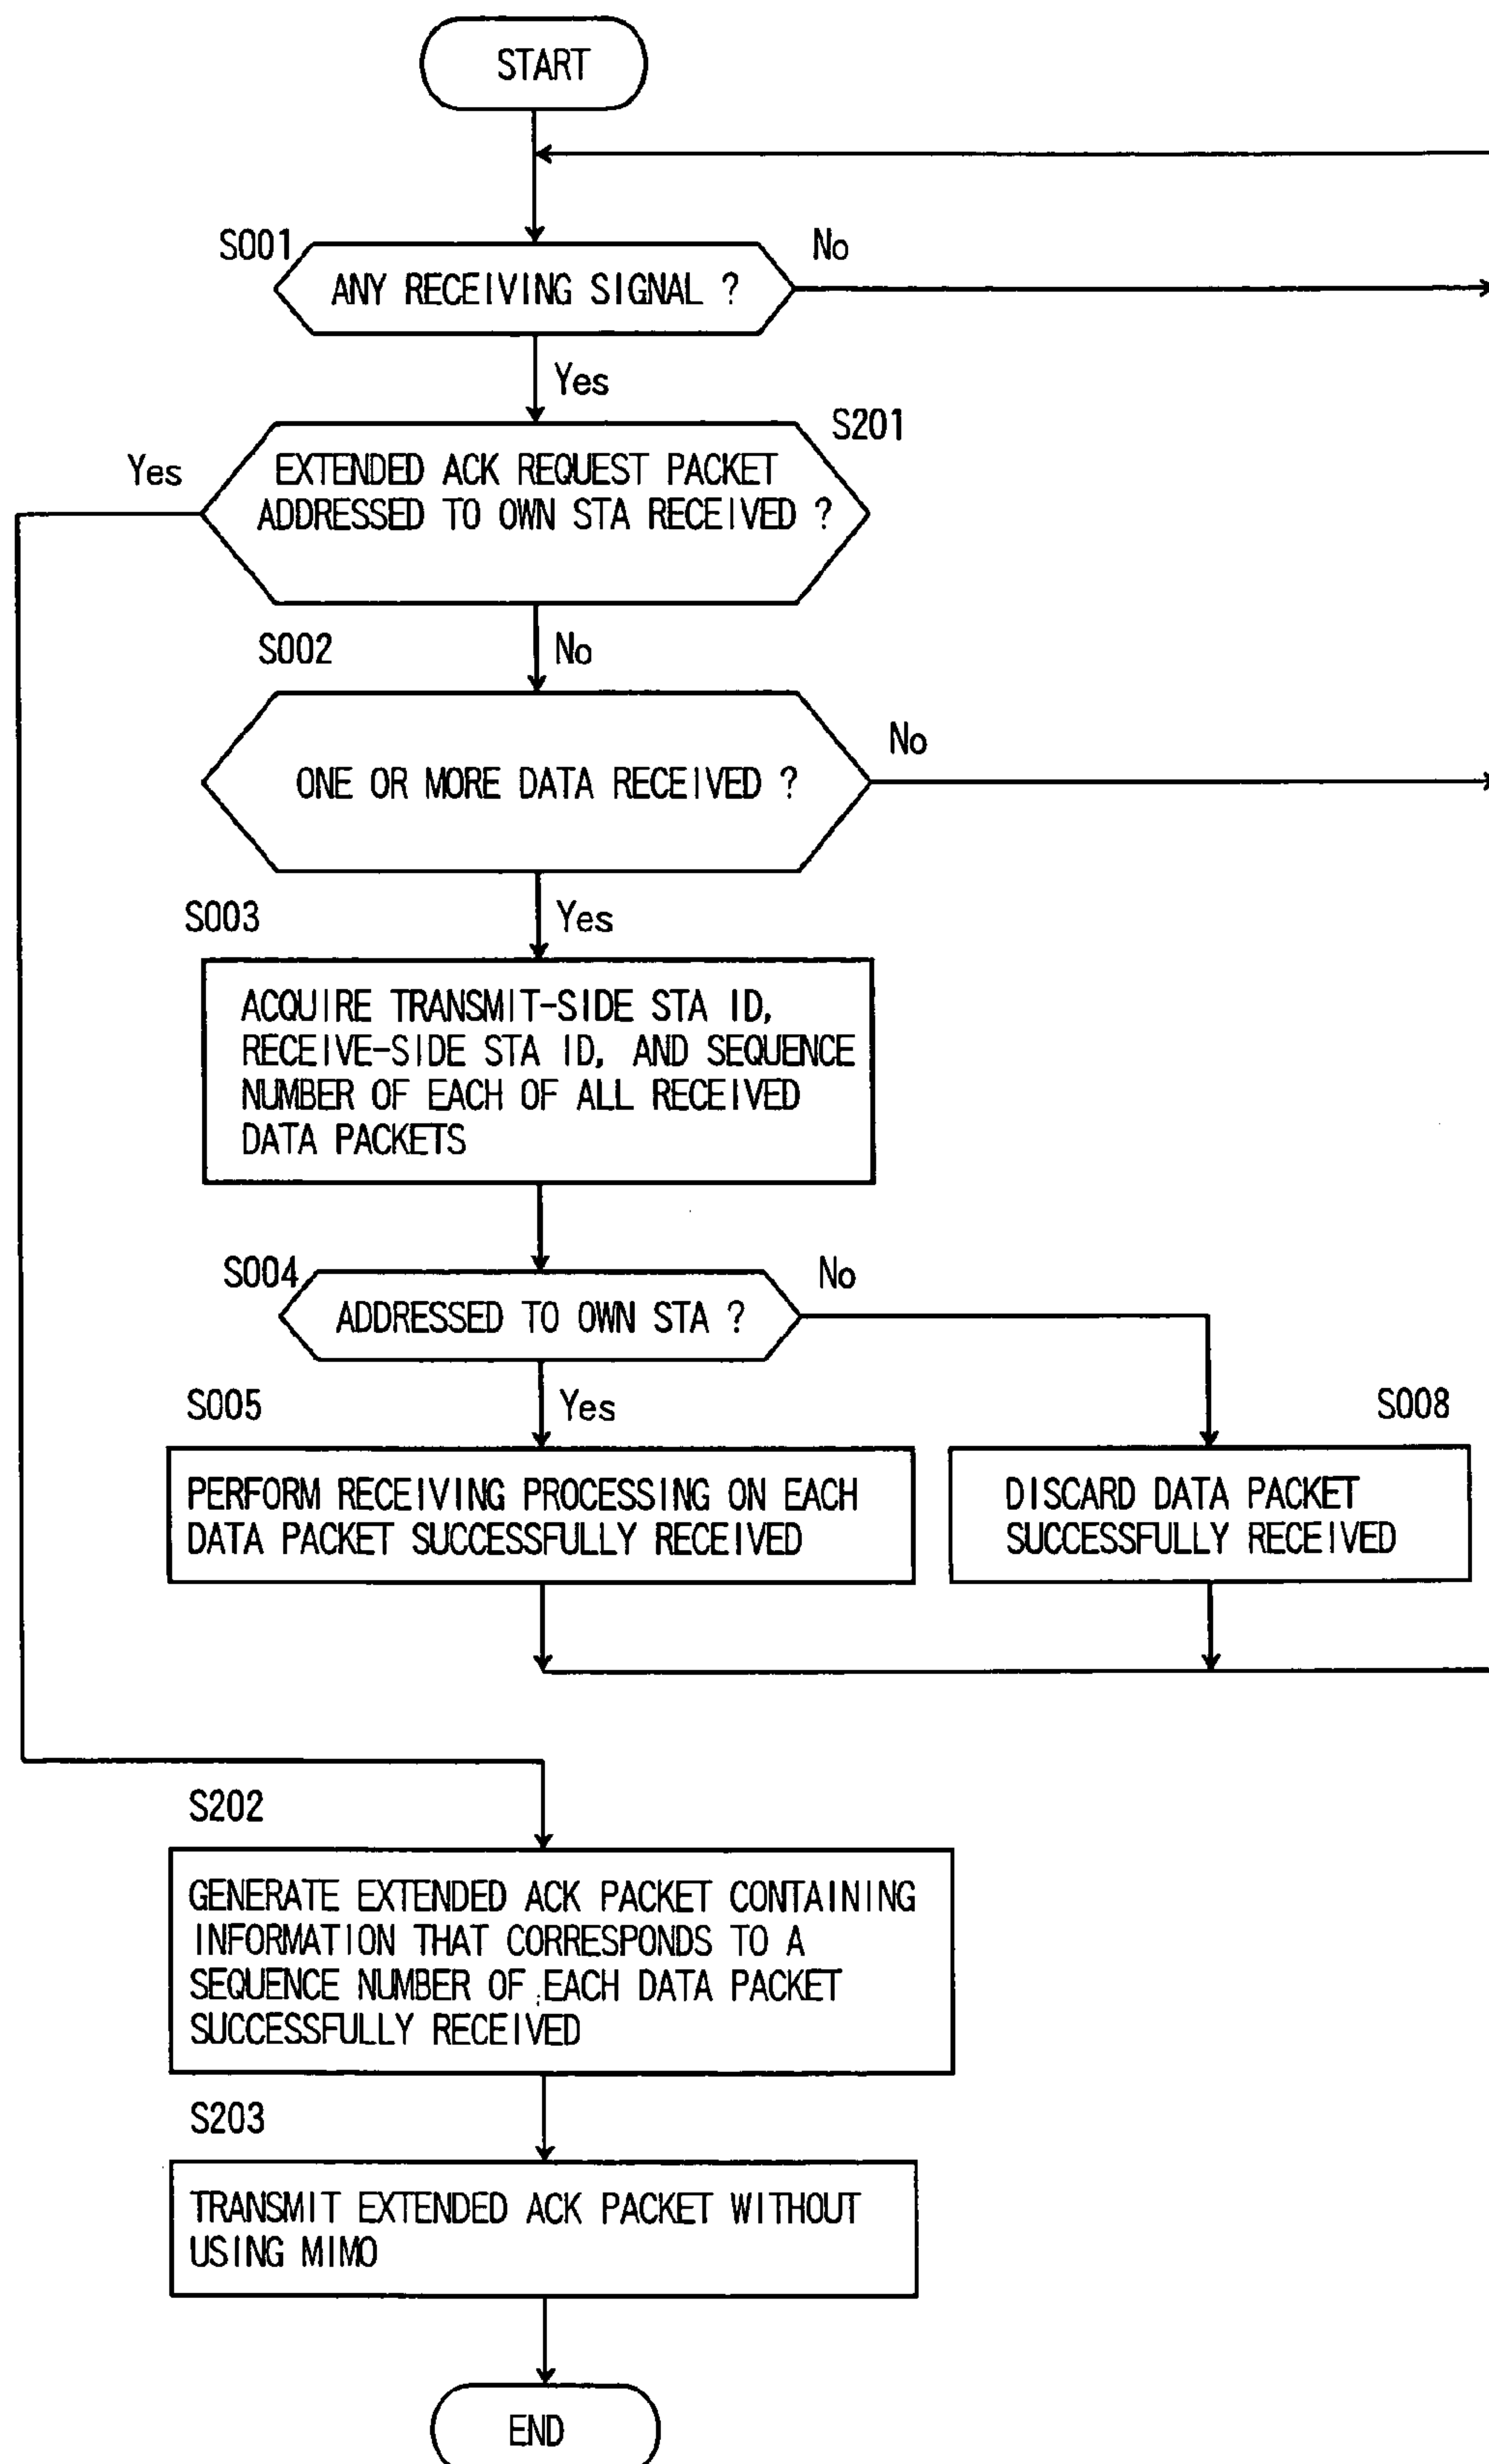 START
S001
No
ANY RECEIVING SIGNAL ?
Yes
S201
Yes
EXTENDED ACK REQUEST PACKET
ADDRESSED TO OWN STA RECEIVED ?
S002
No
No
ONE OR MORE DATA RECEIVED ?
S003
Yes
ACQUIRE TRANSMIT-SIDE STA ID,
RECEIVE-SIDE STA ID, AND SEQUENCE
NUMBER OF EACH OF ALL RECEIVED
DATA PACKETS
S004
No
ADDRESSED TO OWN STA ?
S005
Yes
S008
PERFORM RECEIVING PROCESSING ON EACH
DATA PACKET SUCCESSFULLY RECEIVED
DISCARD DATA PACKET
SUCCESSFULLY RECEIVED
S202
GENERATE EXTENDED ACK PACKET CONTAINING
INFORMATION THAT CORRESPONDS TO A
SEQUENCE NUMBER OF EACH DATA PACKET
SUCCESSFULLY RECEIVED
S203
TRANSMIT EXTENDED ACK PACKET WITHOUT
USING MIMO
END